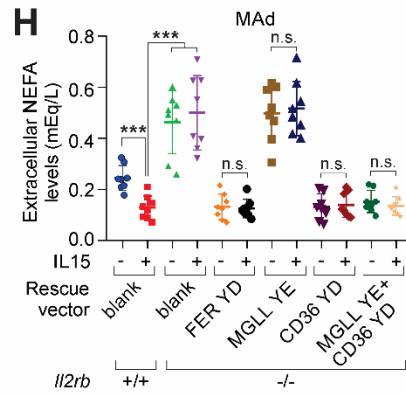 H
MAd
Extracellular NEFA
levels (mEq/L)
0.8
0.6
0.4
0.2
0.0
***
***
n.s.
n.s.
n.s.
n.s.
IL15 - + - + - + - + - + - +
Rescue
vector
blank
blank
FER YD
MGLL YE
CD36 YD
MGLL YE+
CD36 YD
Il2rb +/+ -/-